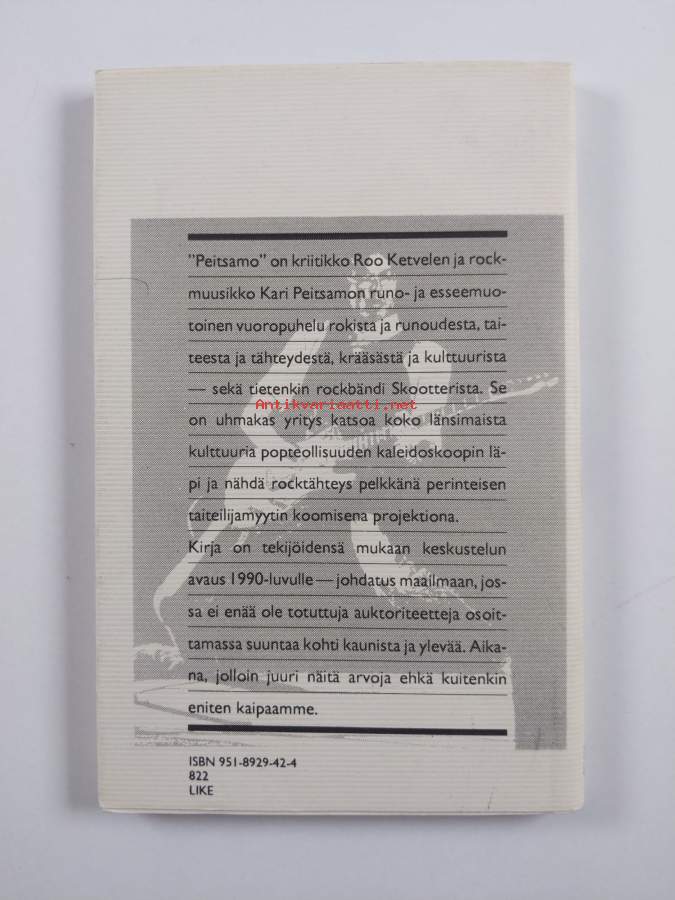 "Peitsamo" on kriitikko Roo Ketvelen ja rock-
muusikko Kari Peitsamon runo- ja esseemuo-
toinen vuoropuhelu rokista ja runoudesta, tai-
teesta ja tähteydestä, krääsästä ja kulttuurista
— sekä tietenkin rockbändi Skootterista. Se
Antikvariaatti.net
on uhmakas yritys katsoa koko länsimaista
kulttuuria popteollisuuden kaleidoskoopin lä-
pi ja nähdä rocktähteys pelkkänä perinteisen
taiteilijamyytin koomisena projektiona.
Kirja on tekijöidensä mukaan keskustelun
avaus 1990-luvulle — johdatus maailmaan, jos-
sa ei enää ole totuttuja auktoriteetteja osoit-
tamassa suuntaa kohti kaunista ja ylevää. Aika-
na, jolloin juuri näitä arvoja ehkä kuitenkin
eniten kaipaamme.
ISBN 951-8929-42-4
822
LIKE